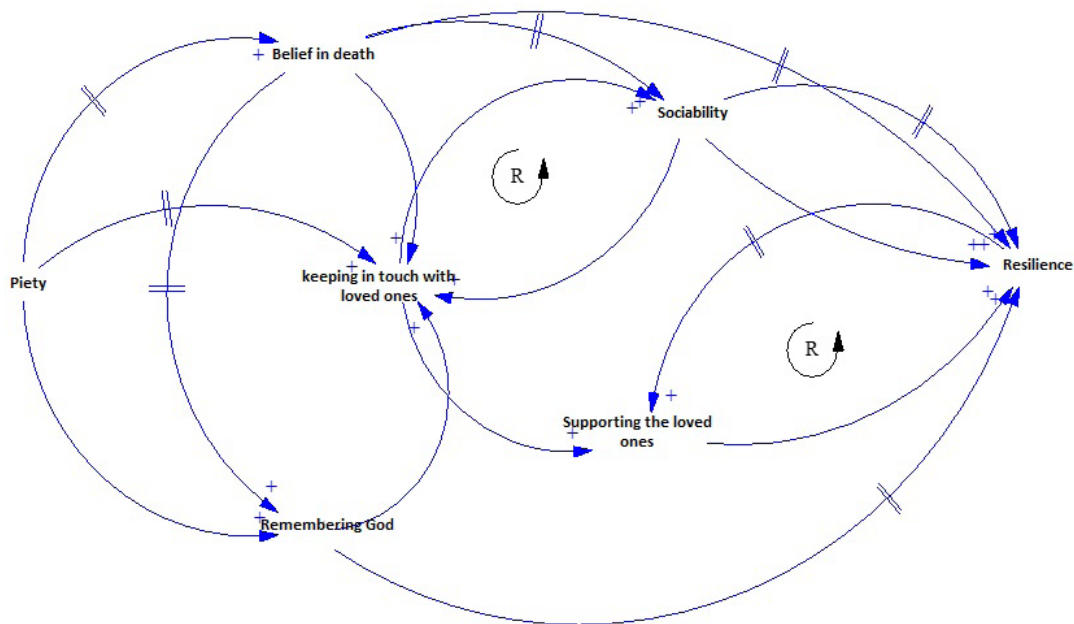 Belief in death
+
Sociability
++
R
Piety
+
+
keeping in touch with
loved ones
+
+
++
+
Resilience
+
+
R
+
Supporting the loved
ones
+
+
Remembering God
+